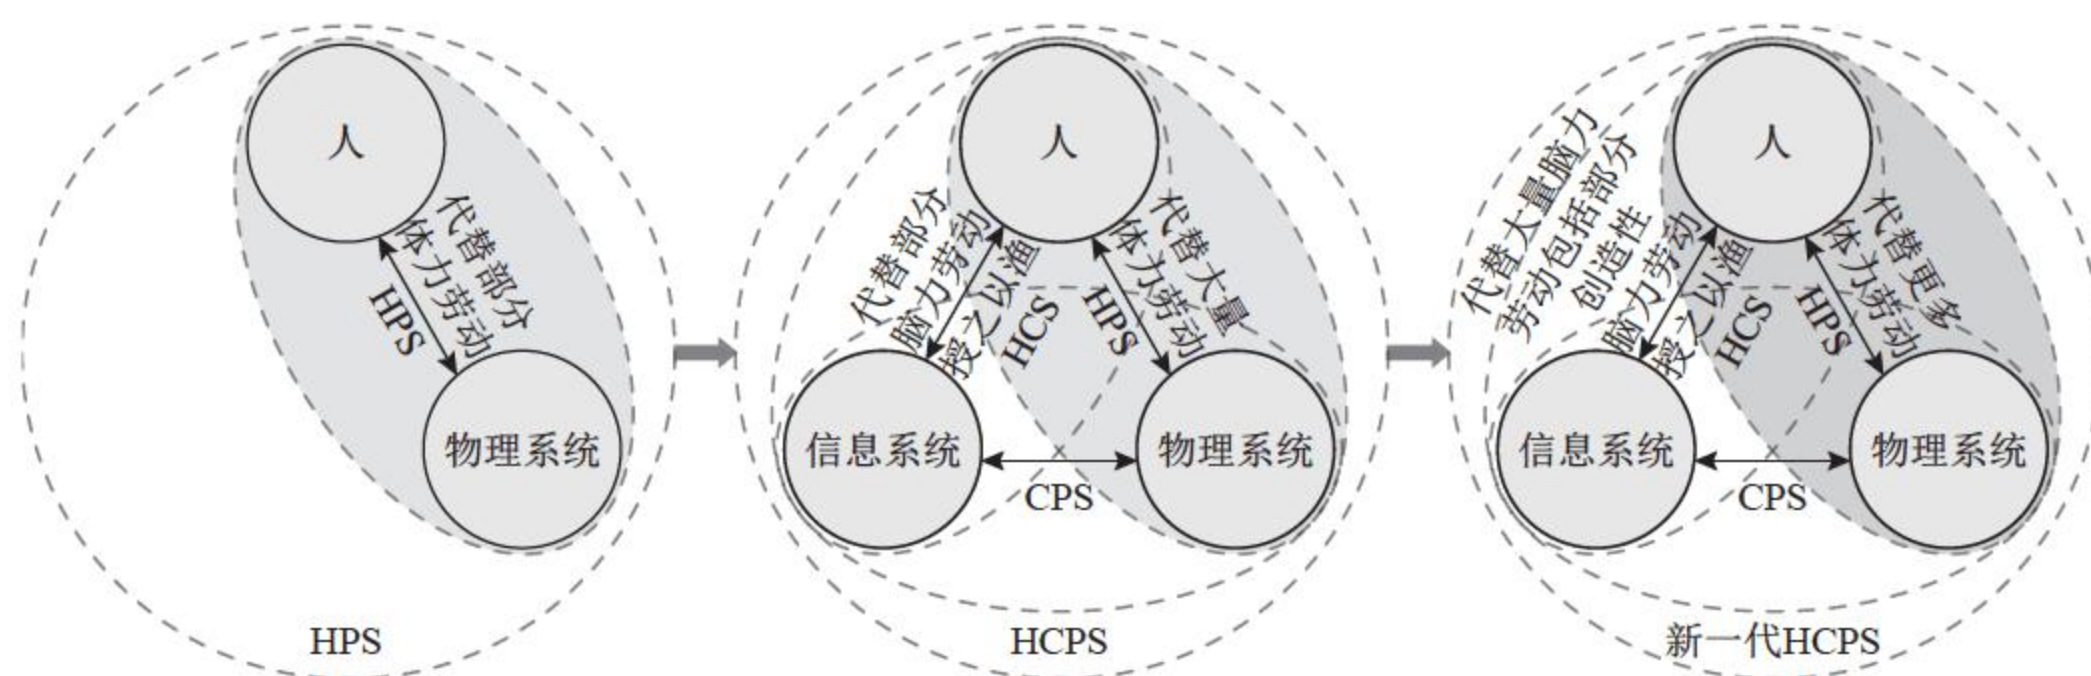 人
代替部分
体力劳动
HPS
物理系统
HPS
人
代替部分
脑力劳动
授之以渔
HCS
代替大量
体力劳动
HPS
信息系统
物理系统
CPS
HCPS
人
代替大量脑力
劳动包括部分
创造性
脑力劳动
授之以渔
HCS
代替更多
体力劳动
HPS
信息系统
物理系统
CPS
新一代HCPS